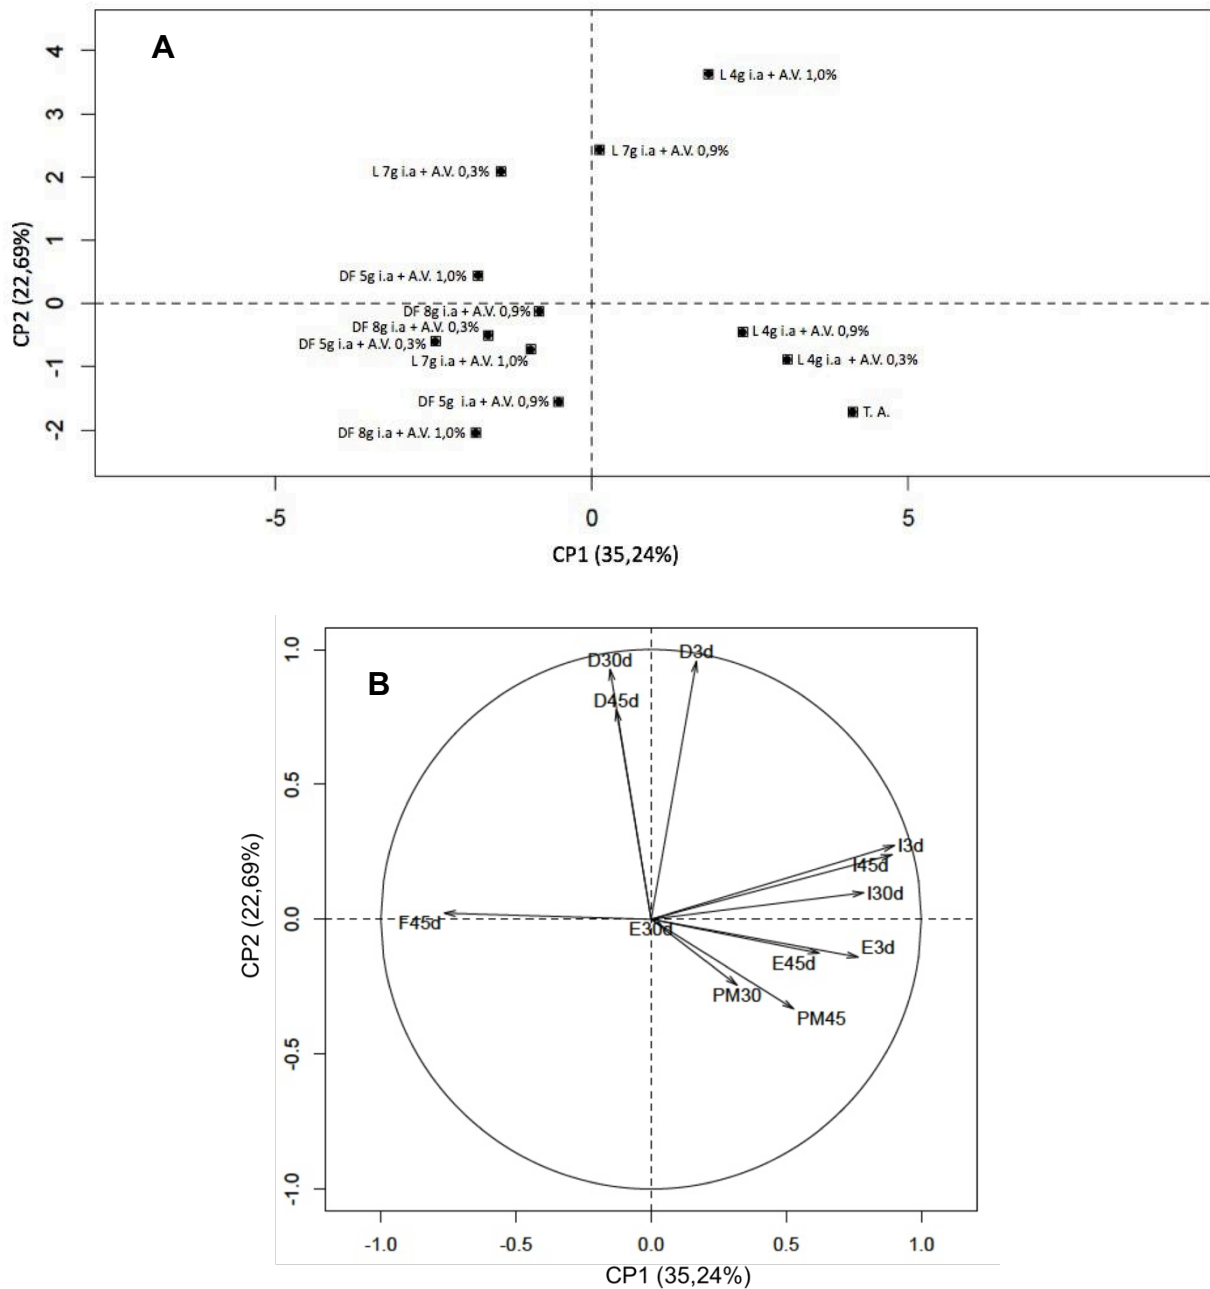 A
4
3
2
1
0
-1
-2
CP2 (22,69%)
L 4g i.a + A.V. 1,0%
L 7g i.a + A.V. 0,9%
L 7g i.a + A.V. 0,3%
DF 5g i.a + A.V. 1,0%
DF 8g i.a + A.V. 0,9%
DF 8g i.a + A.V. 0,3%
DF 5g i.a + A.V. 0,3%
L 7g i.a + A.V. 1,0%
L 4g i.a + A.V. 0,9%
L 4g i.a + A.V. 0,3%
DF 5g i.a + A.V. 0,9%
T. A.
DF 8g i.a + A.V. 1,0%
-5 0 5
CP1 (35,24%)
B
1.0
0.5
0.0
-0.5
-1.0
CP2 (22,69%)
D30d
D3d
D45d
I3d
I45d
I30d
F45d
E30d
E3d
E45d
PM30
PM45
-1.0 -0.5 0.0 0.5 1.0
CP1 (35,24%)